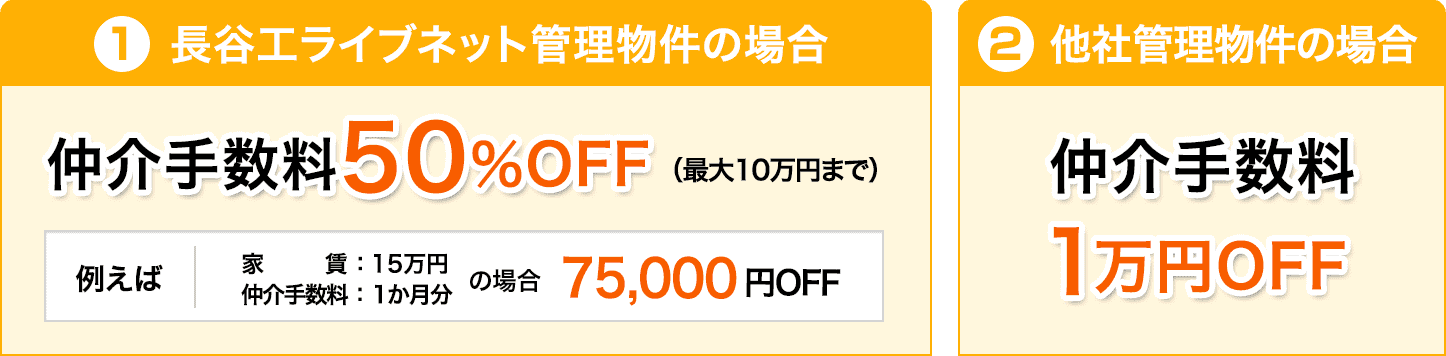 1 長谷工ライブネット管理物件の場合
仲介手数料50%OFF（最大10万円まで）
例えば
家　賃：15万円
仲介手数料：1か月分
の場合
75,000円OFF
2 他社管理物件の場合
仲介手数料
1万円OFF